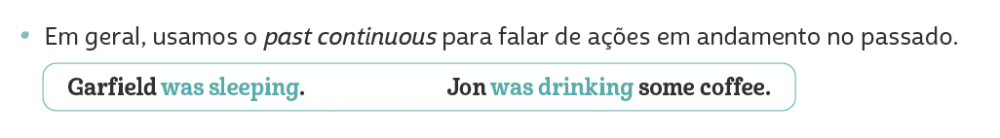 • Em geral, usamos o past continuous para falar de ações em andamento no passado.
Garfield was sleeping. Jon was drinking some coffee.